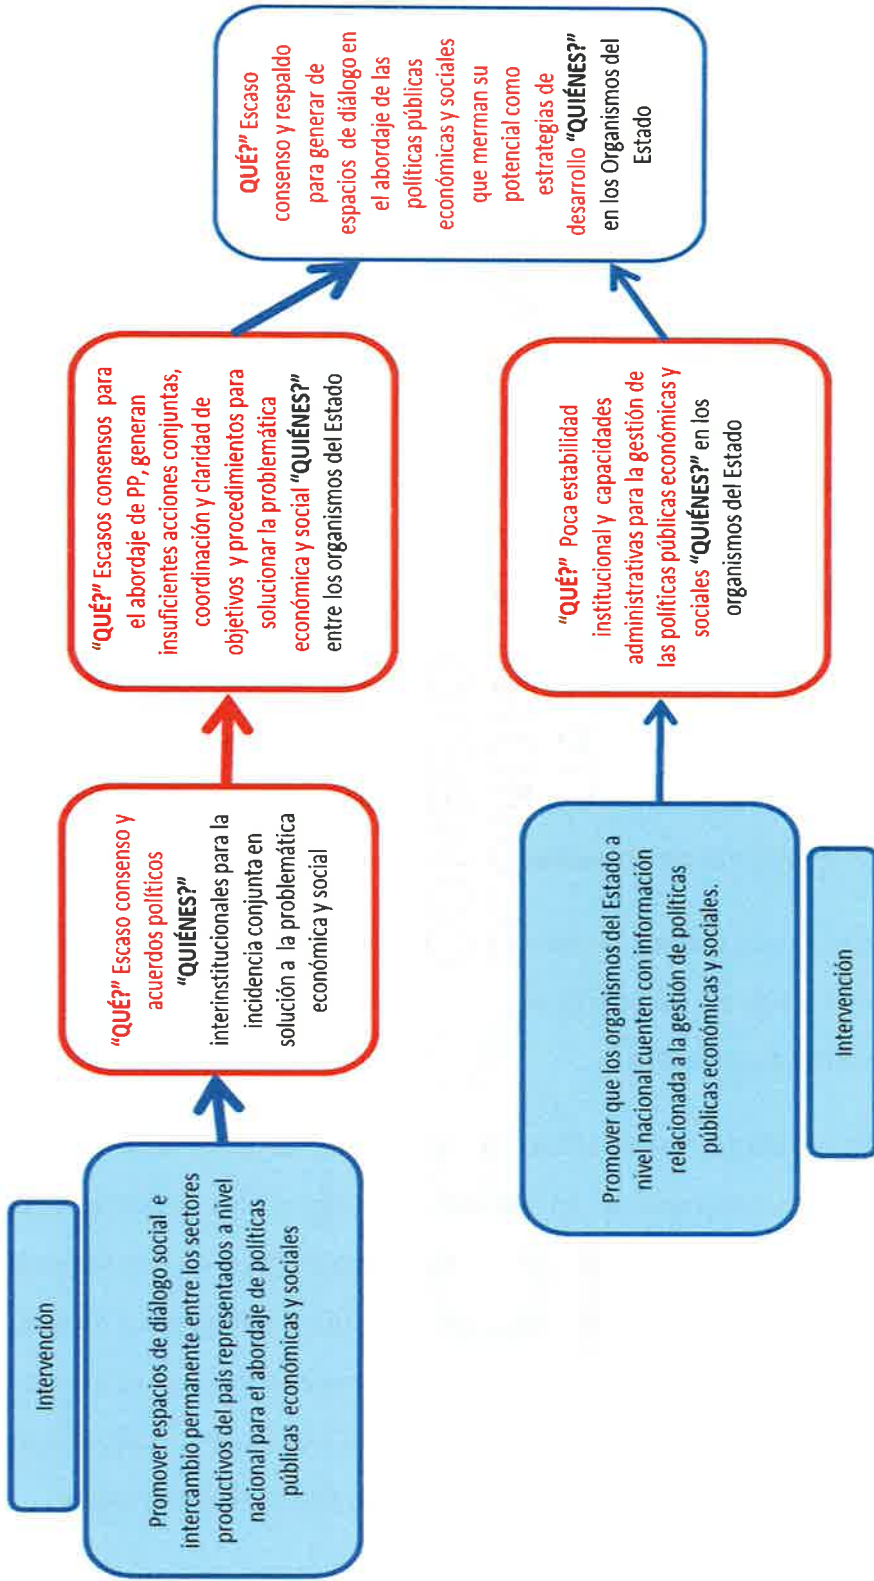 Intervención
Promover espacios de diálogo social e
intercambio permanente entre los sectores
productivos del país representados a nivel
nacional para el abordaje de políticas
públicas económicas y sociales
"QUÉ?" Escaso consenso y
acuerdos políticos
"QUIÉNES?"
interinstitucionales para la
incidencia conjunta en
solución a la problemática
económica y social
"QUÉ?" Escasos consensos para
el abordaje de PP, generan
insuficientes acciones conjuntas,
coordinación y claridad de
objetivos y procedimientos para
solucionar la problemática
económica y social "QUIÉNES?"
entre los organismos del Estado
QUÉ?" Escaso
consenso y respaldo
para generar de
espacios de diálogo en
el abordaje de las
políticas públicas
económicas y sociales
que merman su
potencial como
estrategias de
desarrollo "QUIÉNES?"
en los Organismos del
Estado
Promover que los organismos del Estado a
nivel nacional cuenten con información
relacionada a la gestión de políticas
públicas económicas y sociales.
Intervención
"QUÉ?" Poca estabilidad
institucional y capacidades
administrativas para la gestión de
las políticas públicas económicas y
sociales "QUIÉNES?" en los
organismos del Estado